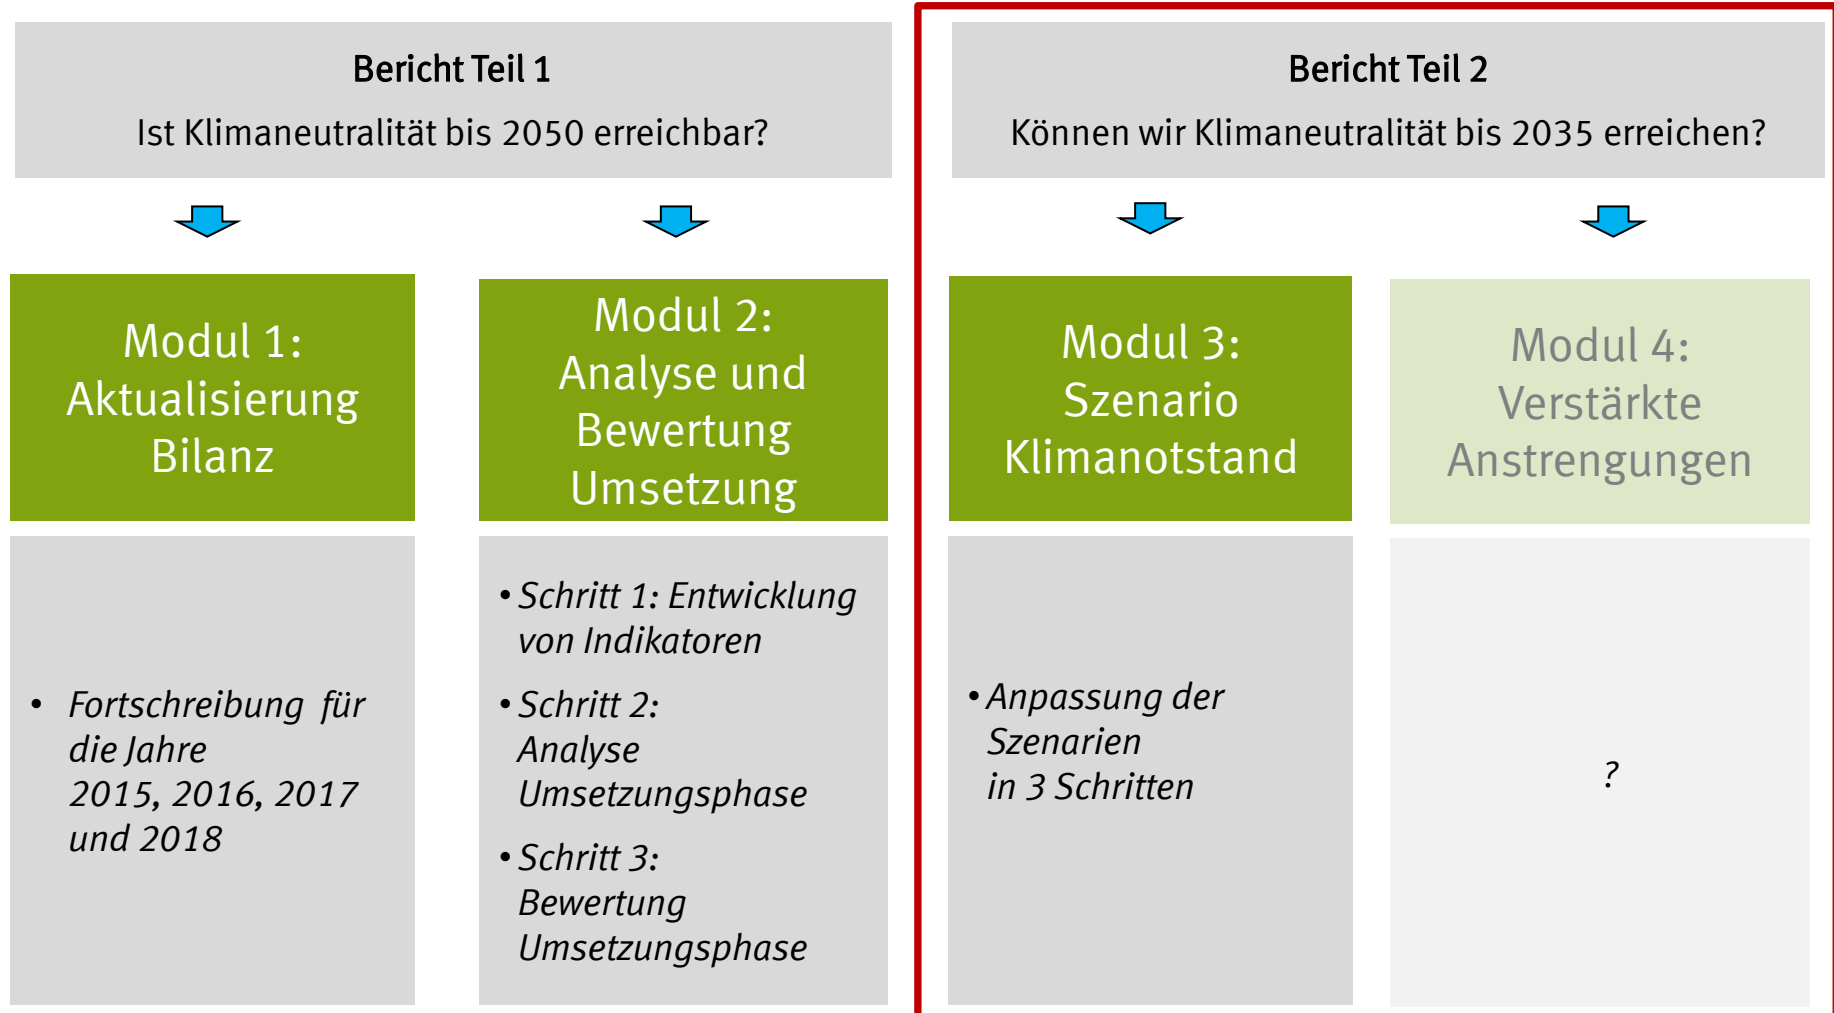 Bericht Teil 1
Ist Klimaneutralität bis 2050 erreichbar?
Modul 1:
Aktualisierung
Bilanz
• Fortschreibung für
die Jahre
2015, 2016, 2017
und 2018
Modul 2:
Analyse und
Bewertung
Umsetzung
• Schritt 1: Entwicklung
von Indikatoren
• Schritt 2:
Analyse
Umsetzungsphase
• Schritt 3:
Bewertung
Umsetzungsphase
Bericht Teil 2
Können wir Klimaneutralität bis 2035 erreichen?
Modul 3:
Szenario
Klimanotstand
• Anpassung der
Szenarien
in 3 Schritten
Modul 4:
Verstärkte
Anstrengungen
?